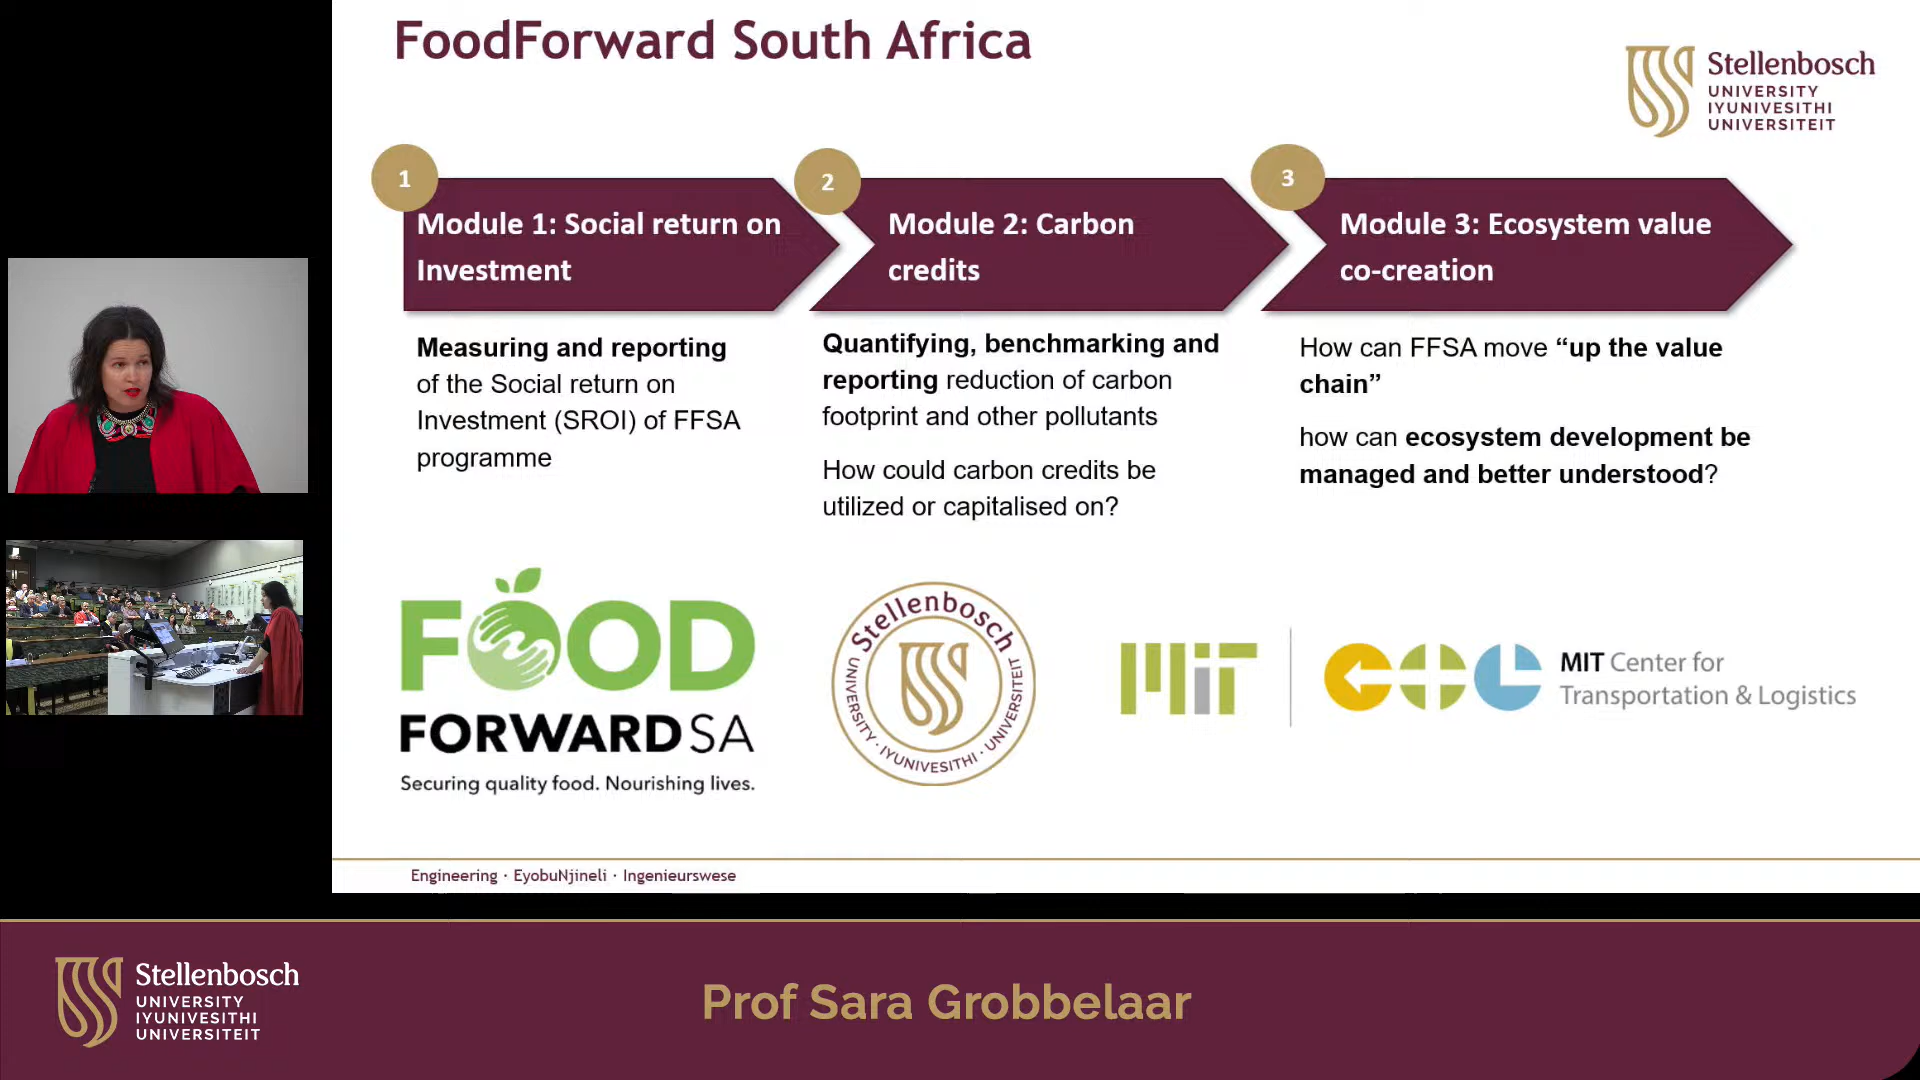 FoodForward South Africa
Stellenbosch
UNIVERSITY
IYUNIVESITHI
UNIVERSITEIT
1
Module 1: Social return on
Investment
2
Module 2: Carbon
credits
3
Module 3: Ecosystem value
co-creation
Measuring and reporting
of the Social return on
Investment (SROI) of FFSA
programme
Quantifying, benchmarking and
reporting reduction of carbon
footprint and other pollutants
How could carbon credits be
utilized or capitalised on?
How can FFSA move “up the value
chain”
how can ecosystem development be
managed and better understood?
FOOD
FORWARD SA
Securing quality food. Nourishing lives.
Stellenbosch
UNIVERSITY · IYUNIVESITHI · UNIVERSITEIT
MIT
CTL
MIT Center for
Transportation & Logistics
Engineering · EyobuNjineli · Ingenieurswese
Stellenbosch
UNIVERSITY
IYUNIVESITHI
UNIVERSITEIT
Prof Sara Grobbelaar